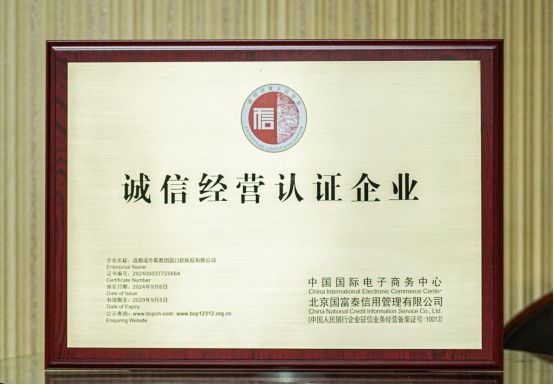 信
诚信经营认证企业
企业名称：成都成华蜀都团圆口腔医院有限公司
Enterprise Name
证书编号：202400037725664
Certificate Number
颁发日期：2024年9月6日
Date of Issue
有效期至：2029年9月5日
Date of Expiry
公示查询：www.bcpcn.com www.bcp12312.org.cn
Enquiring Website
中国国际电子商务中心
China International Electronic Commerce Center
北京国富泰信用管理有限公司
China National Credit Information Service Co., Ltd.
(中国人民银行企业征信业务经营备案证号:10013)